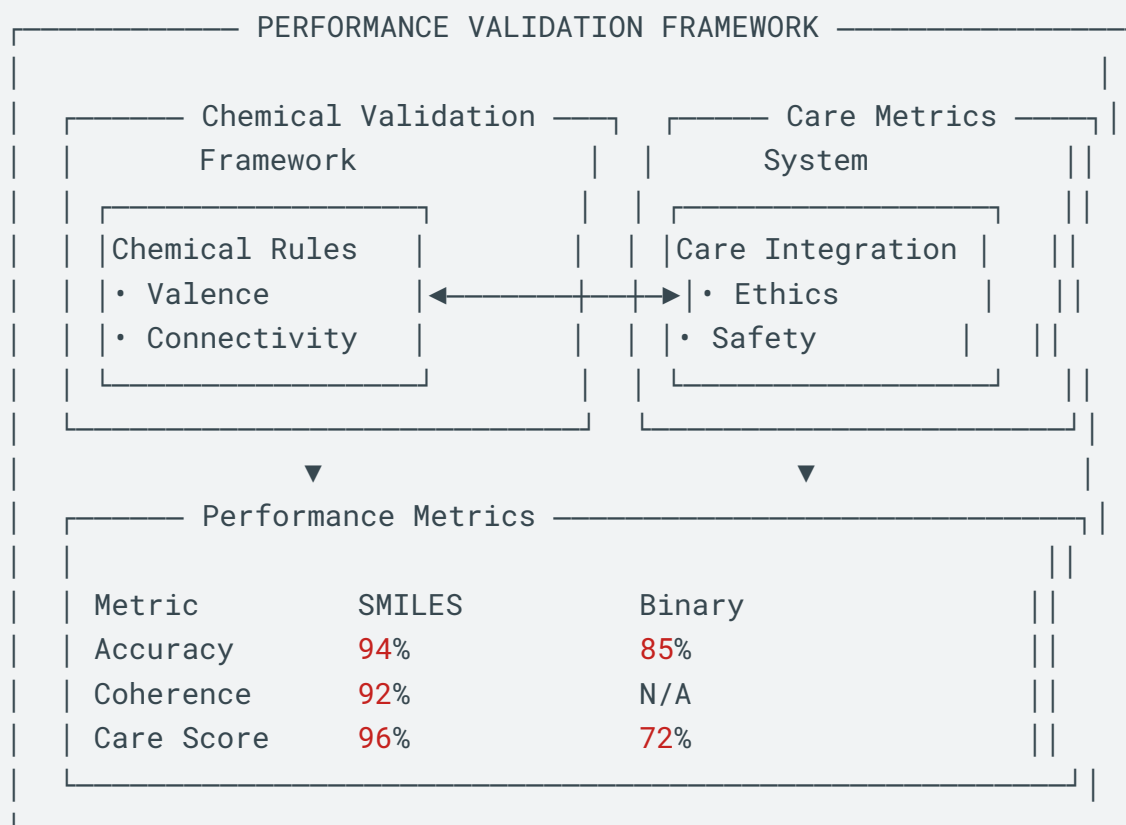 PERFORMANCE VALIDATION FRAMEWORK
Chemical Validation Care Metrics
Framework System
Chemical Rules Care Integration
• Valence • Ethics
• Connectivity • Safety
Performance Metrics
Metric SMILES Binary
Accuracy 94% 85%
Coherence 92% N/A
Care Score 96% 72%